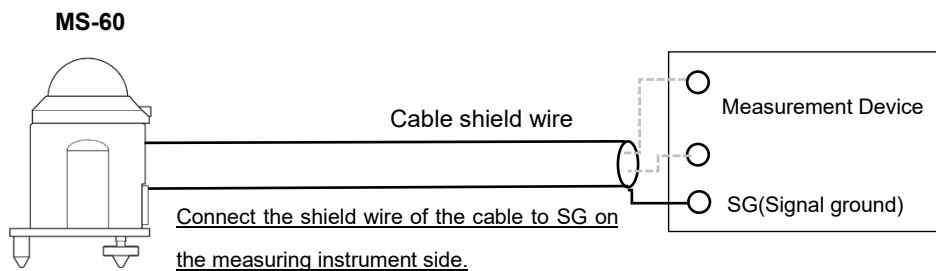 MS-60
Cable shield wire
Measurement Device
SG(Signal ground)
Connect the shield wire of the cable to SG on
the measuring instrument side.